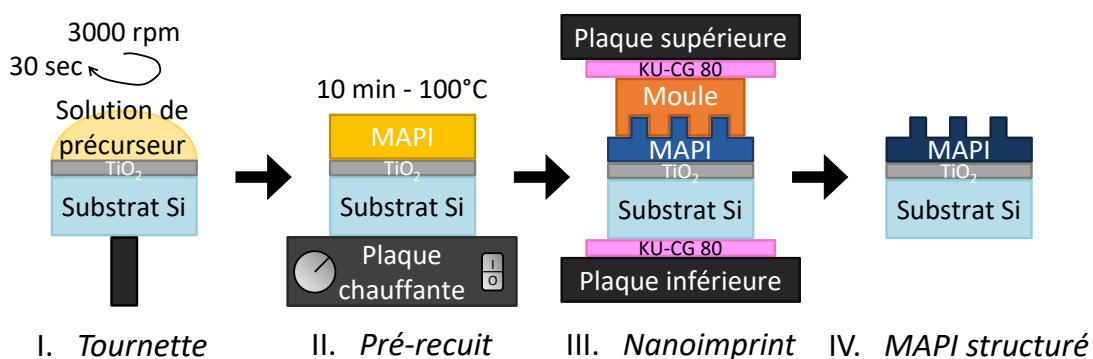 3000 rpm
30 sec
Solution de
précurseur
TiO2
Substrat Si
I. Tournette
10 min - 100°C
MAPI
TiO2
Substrat Si
Plaque
chauffante
I
O
II. Pré-recuit
Plaque supérieure
KU-CG 80
Moule
MAPI
TiO2
Substrat Si
KU-CG 80
Plaque inférieure
III. Nanoimprint
MAPI
TiO2
Substrat Si
IV. MAPI structuré